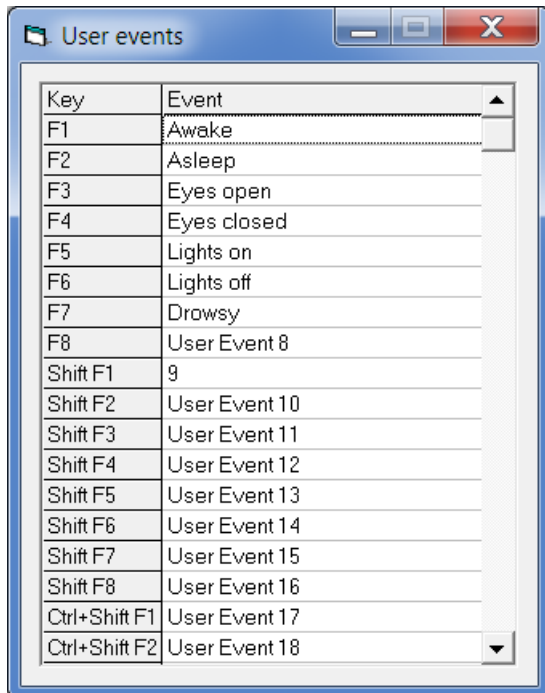 User events
Key Event
F1 Awake
F2 Asleep
F3 Eyes open
F4 Eyes closed
F5 Lights on
F6 Lights off
F7 Drowsy
F8 User Event 8
Shift F1 9
Shift F2 User Event 10
Shift F3 User Event 11
Shift F4 User Event 12
Shift F5 User Event 13
Shift F6 User Event 14
Shift F7 User Event 15
Shift F8 User Event 16
Ctrl+Shift F1 User Event 17
Ctrl+Shift F2 User Event 18